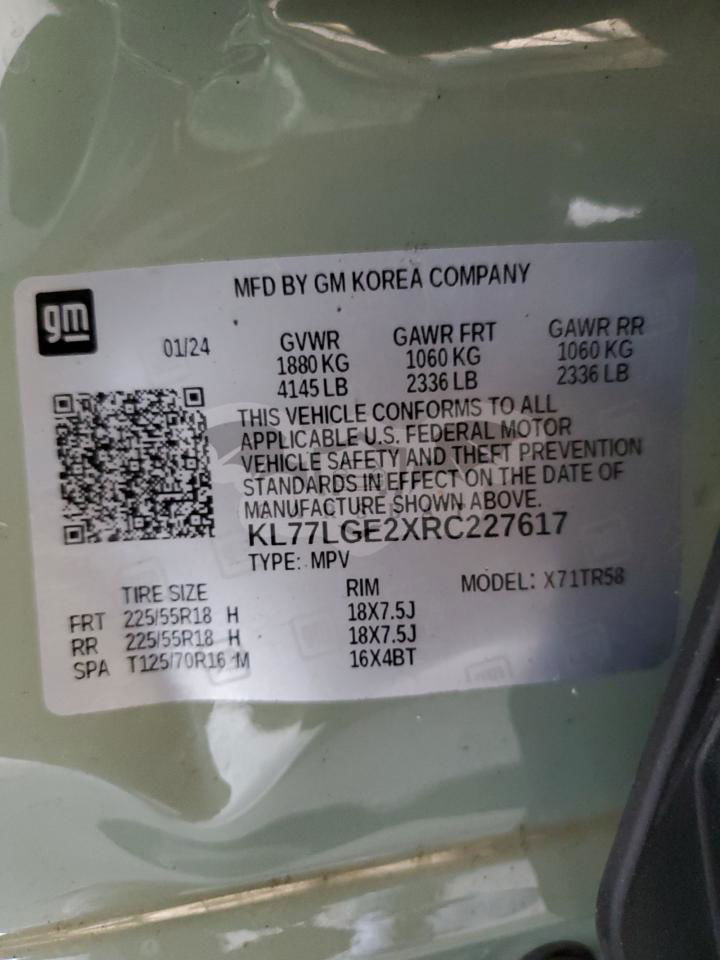 MFD BY GM KOREA COMPANY
gm
01/24
GVWR GAWR FRT GAWR RR
1880 KG 1060 KG 1060 KG
4145 LB 2336 LB 2336 LB
THIS VEHICLE CONFORMS TO ALL
APPLICABLE U.S. FEDERAL MOTOR
VEHICLE SAFETY AND THEFT PREVENTION
STANDARDS IN EFFECT ON THE DATE OF
MANUFACTURE SHOWN ABOVE.
KL77LGE2XRC227617
TYPE: MPV
TIRE SIZE RIM MODEL: X71TR58
FRT 225/55R18 H 18X7.5J
RR 225/55R18 H 18X7.5J
SPA T125/70R16 M 16X4BT